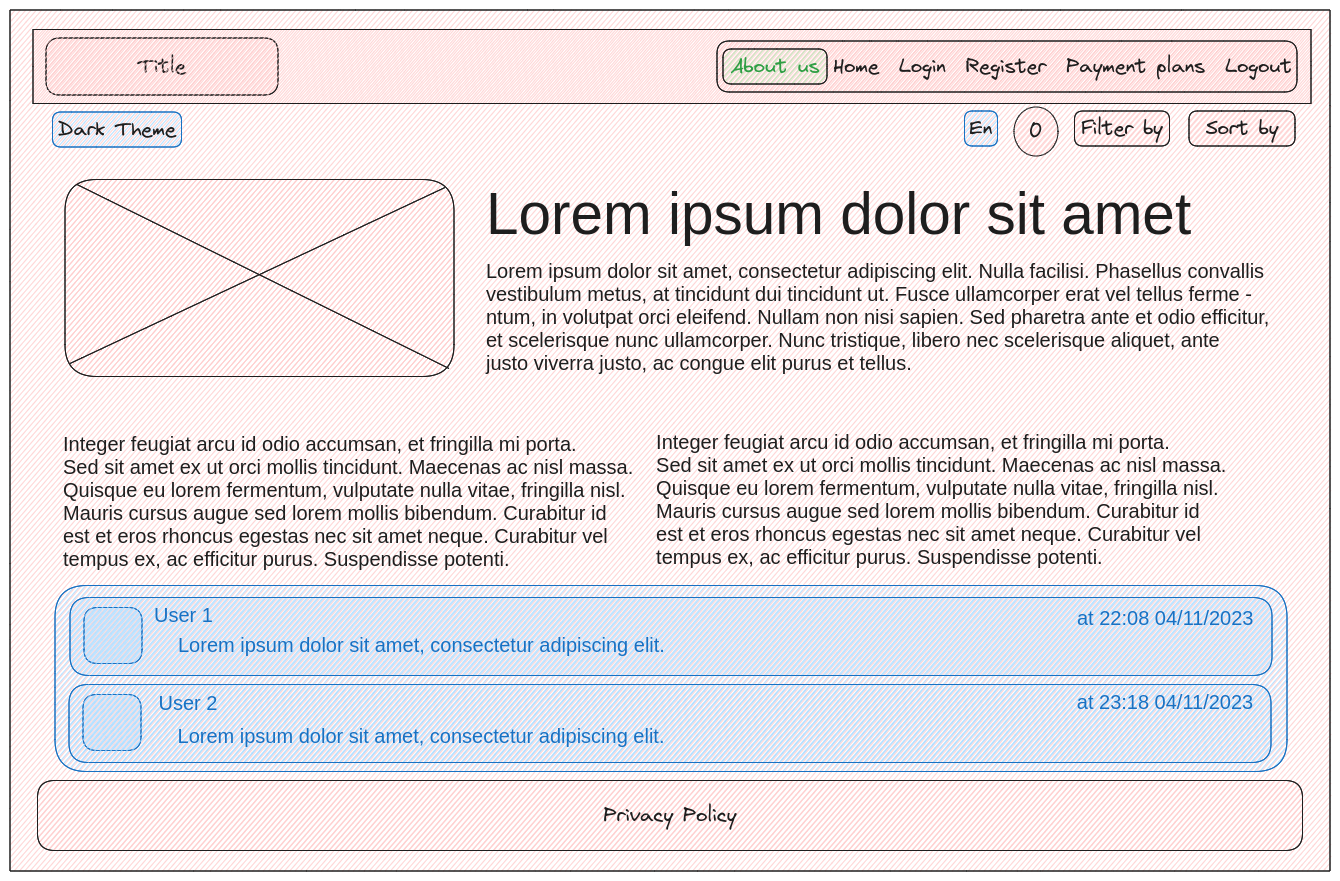 Title
About us Home Login Register Payment plans Logout
Dark Theme
En 0 Filter by Sort by
Lorem ipsum dolor sit amet
Lorem ipsum dolor sit amet, consectetur adipiscing elit. Nulla facilisi. Phasellus convallis
vestibulum metus, at tincidunt dui tincidunt ut. Fusce ullamcorper erat vel tellus ferme -
ntum, in volutpat orci eleifend. Nullam non nisi sapien. Sed pharetra ante et odio efficitur,
et scelerisque nunc ullamcorper. Nunc tristique, libero nec scelerisque aliquet, ante
justo viverra justo, ac congue elit purus et tellus.
Integer feugiat arcu id odio accumsan, et fringilla mi porta.
Sed sit amet ex ut orci mollis tincidunt. Maecenas ac nisl massa.
Quisque eu lorem fermentum, vulputate nulla vitae, fringilla nisl.
Mauris cursus augue sed lorem mollis bibendum. Curabitur id
est et eros rhoncus egestas nec sit amet neque. Curabitur vel
tempus ex, ac efficitur purus. Suspendisse potenti.
Integer feugiat arcu id odio accumsan, et fringilla mi porta.
Sed sit amet ex ut orci mollis tincidunt. Maecenas ac nisl massa.
Quisque eu lorem fermentum, vulputate nulla vitae, fringilla nisl.
Mauris cursus augue sed lorem mollis bibendum. Curabitur id
est et eros rhoncus egestas nec sit amet neque. Curabitur vel
tempus ex, ac efficitur purus. Suspendisse potenti.
User 1
at 22:08 04/11/2023
Lorem ipsum dolor sit amet, consectetur adipiscing elit.
User 2
at 23:18 04/11/2023
Lorem ipsum dolor sit amet, consectetur adipiscing elit.
Privacy Policy